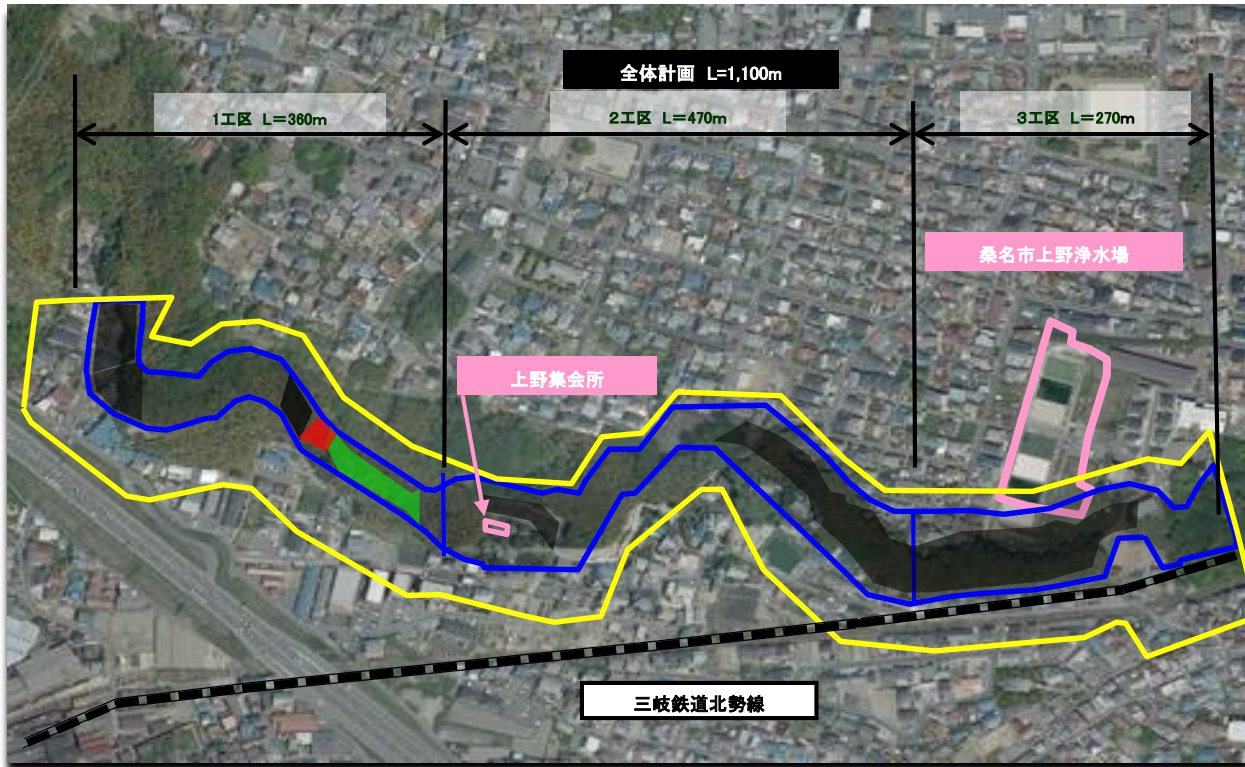 全体計画 L=1,100m
1工区 L=360m
2工区 L=470m
3工区 L=270m
桑名市上野浄水場
上野集会所
三岐鉄道北勢線